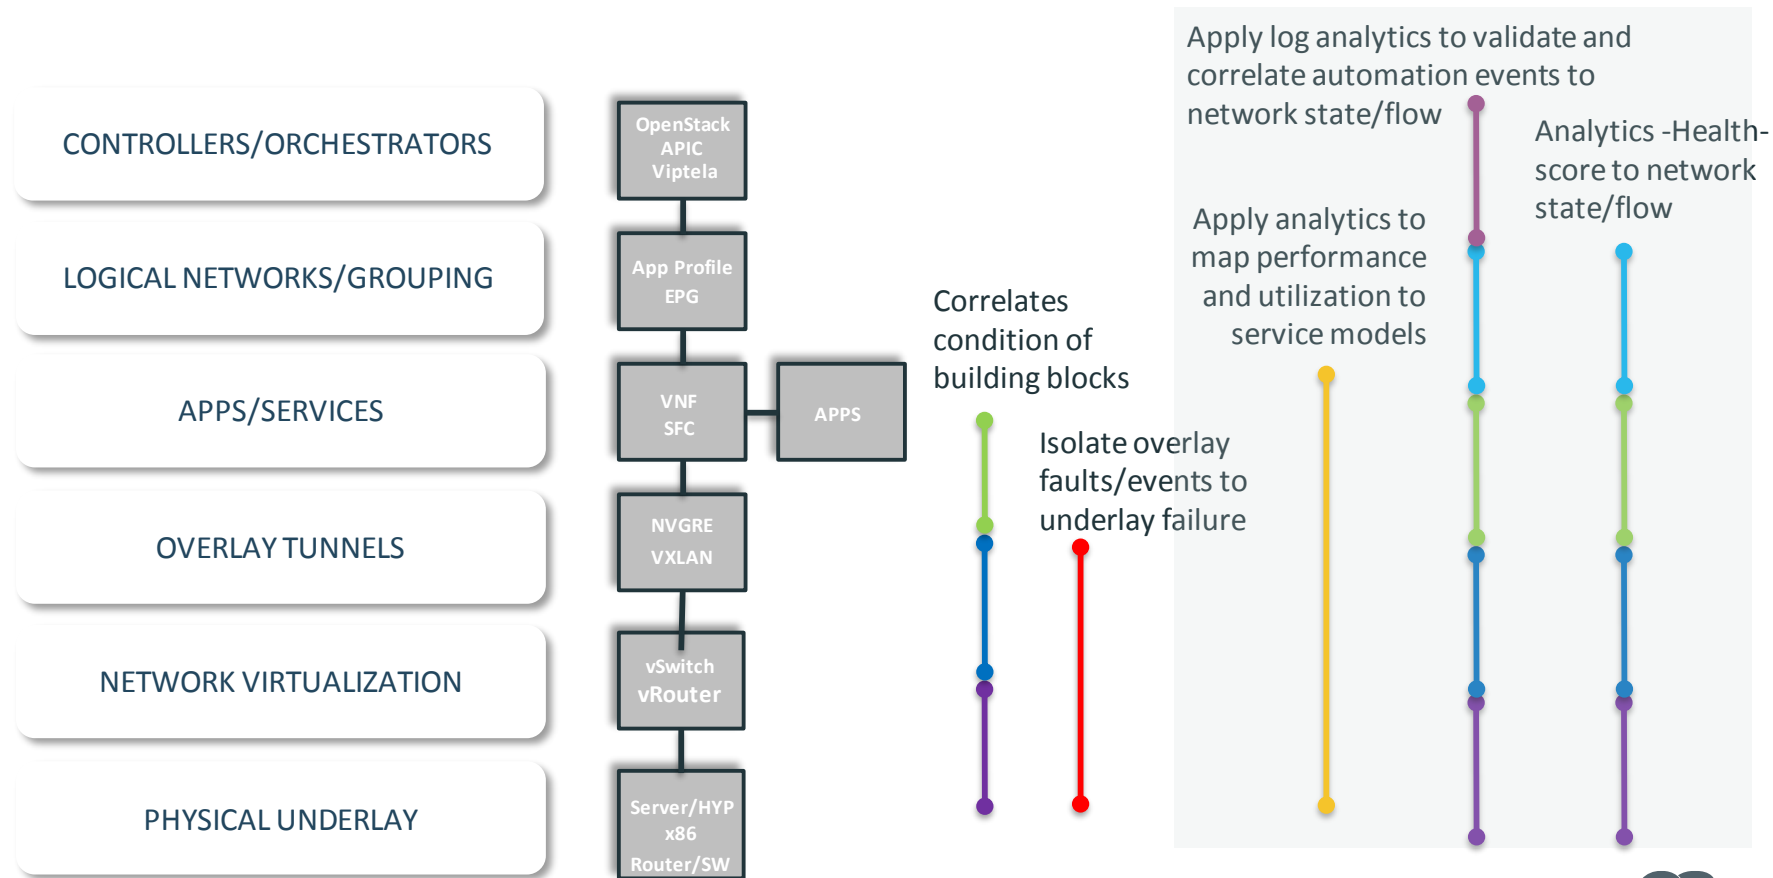 CONTROLLERS/ORCHESTRATORS
LOGICAL NETWORKS/GROUPING
APPS/SERVICES
OVERLAY TUNNELS
NETWORK VIRTUALIZATION
PHYSICAL UNDERLAY
OpenStack
APIC
Viptela
App Profile
EPG
VNF
SFC
APPS
NVGRE
VXLAN
vSwitch
vRouter
Server/HYP
x86
Router/SW
Correlates
condition of
building blocks
Isolate overlay
faults/events to
underlay failure
Apply analytics to
map performance
and utilization to
service models
Apply log analytics to validate and
correlate automation events to
network state/flow
Analytics -Health-
score to network
state/flow